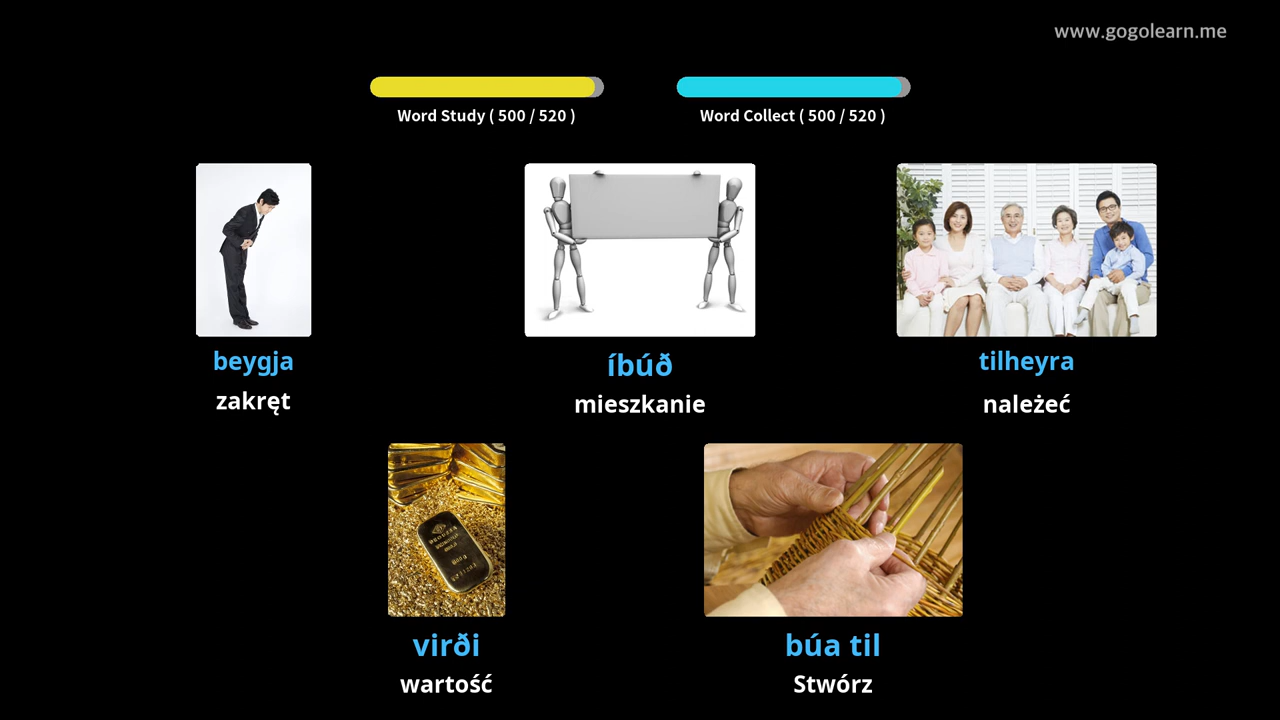 www.gogolearn.me
Word Study ( 500 / 520 )
Word Collect ( 500 / 520 )
beygja
zakręt
íbúð
mieszkanie
tilheyra
należeć
virði
wartość
búa til
Stwórz